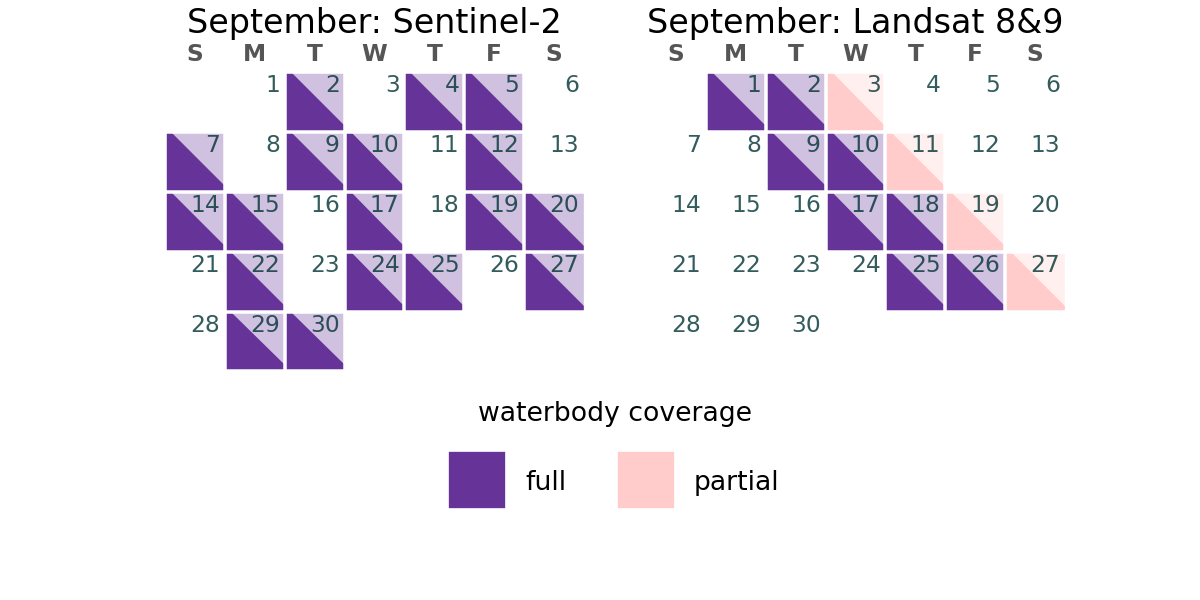 September: Sentinel-2
S M T W T F S
1 2 3 4 5 6
7 8 9 10 11 12 13
14 15 16 17 18 19 20
21 22 23 24 25 26 27
28 29 30
September: Landsat 8&9
S M T W T F S
1 2 3 4 5 6
7 8 9 10 11 12 13
14 15 16 17 18 19 20
21 22 23 24 25 26 27
28 29 30
waterbody coverage
full partial